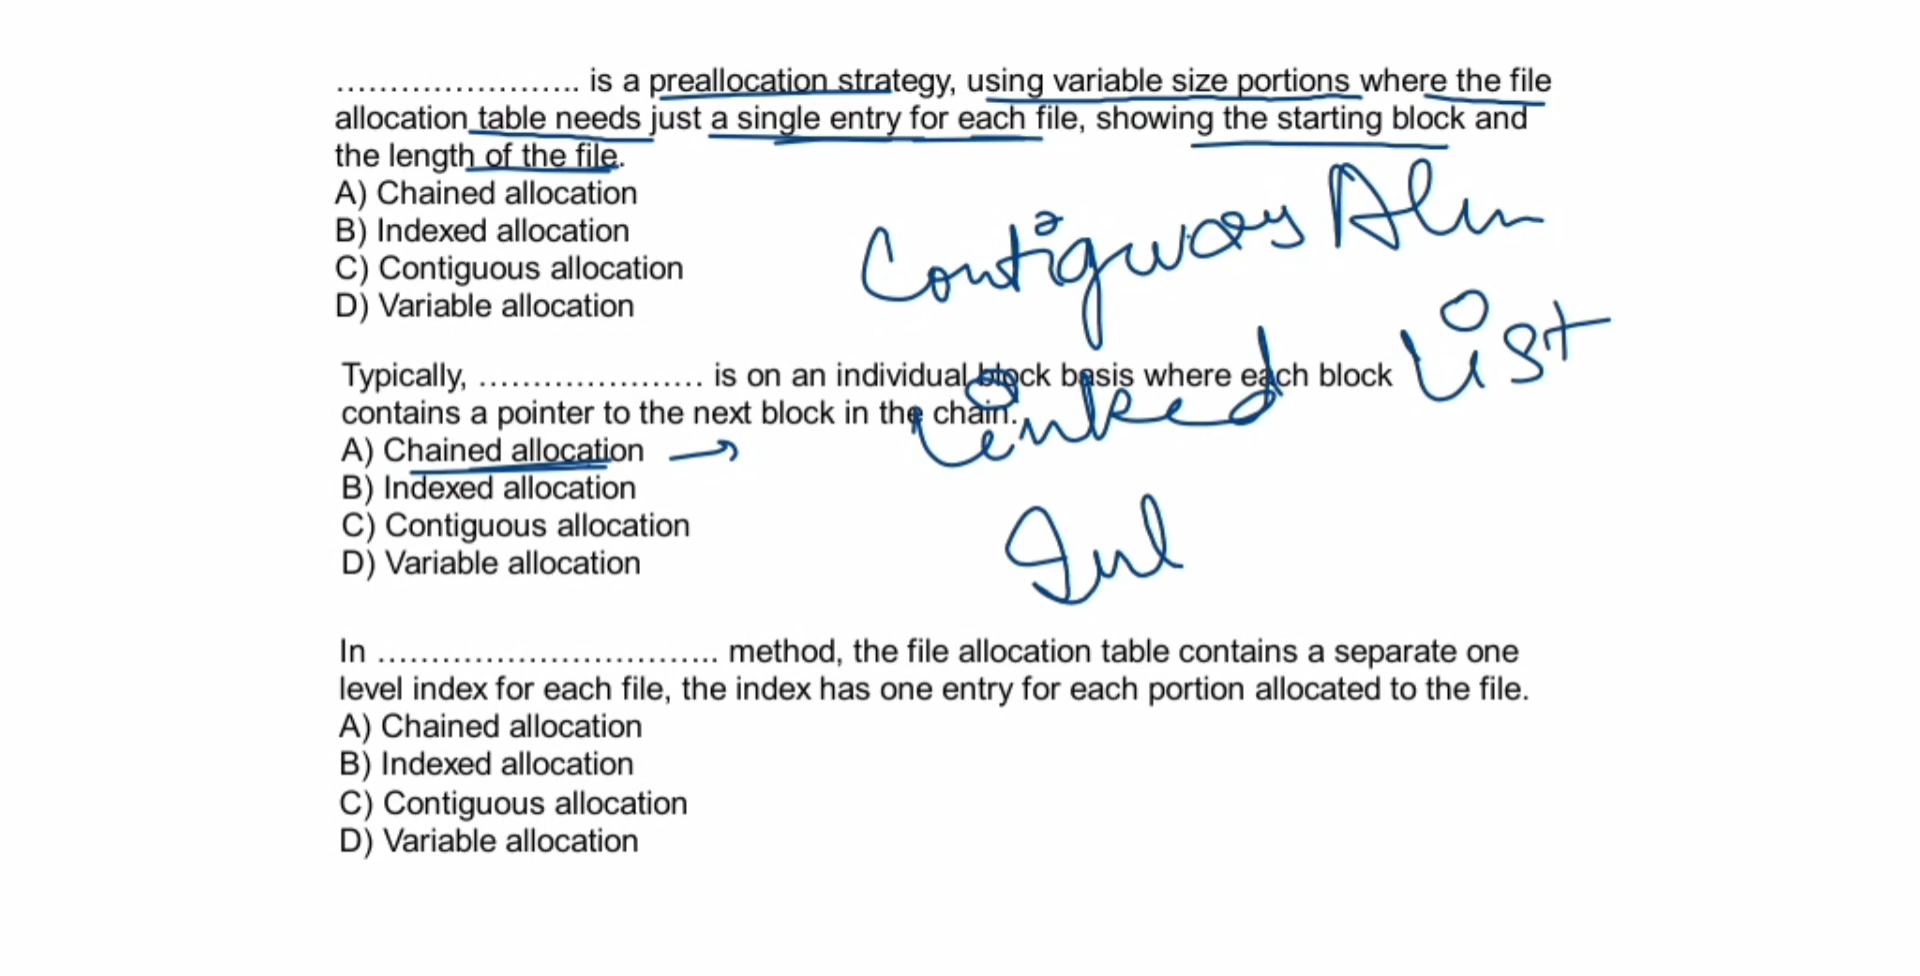 ........................ is a preallocation strategy, using variable size portions where the file
allocation table needs just a single entry for each file, showing the starting block and
the length of the file.
A) Chained allocation
B) Indexed allocation
C) Contiguous allocation
D) Variable allocation
Typically, ...................... is on an individual block basis where each block
contains a pointer to the next block in the chain.
A) Chained allocation
B) Indexed allocation
C) Contiguous allocation
D) Variable allocation
Linked List
In ................................. method, the file allocation table contains a separate one
level index for each file, the index has one entry for each portion allocated to the file.
A) Chained allocation
B) Indexed allocation
C) Contiguous allocation
D) Variable allocation